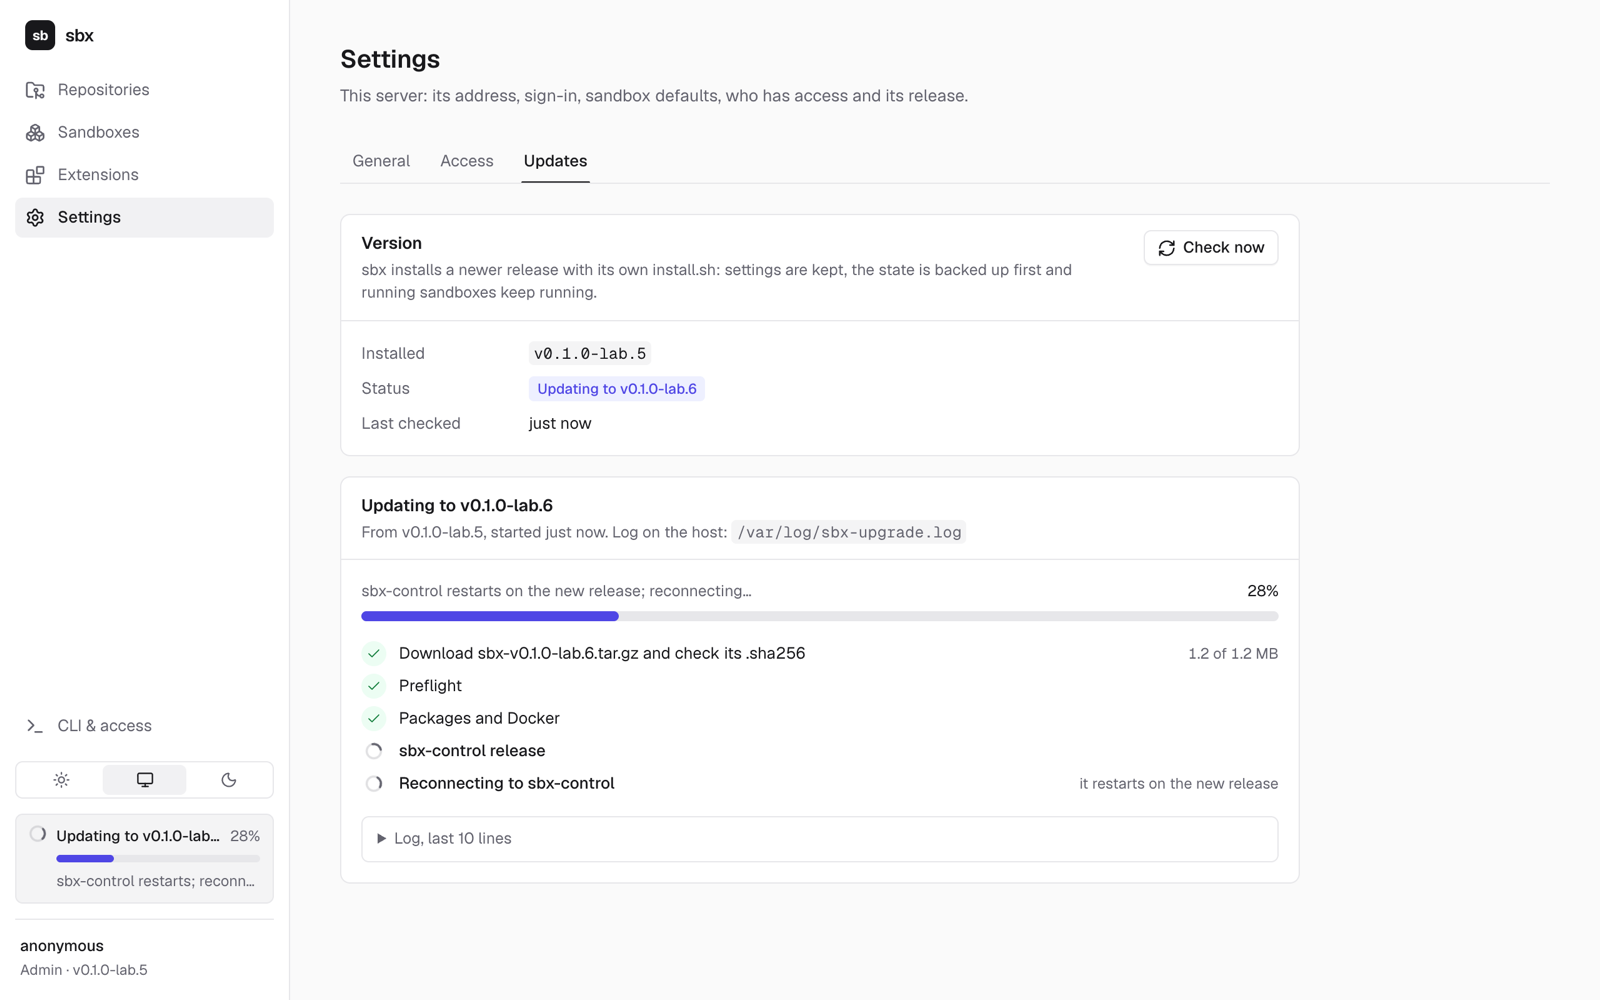 sb sbx
Repositories
Sandboxes
Extensions
Settings
CLI & access
Updating to v0.1.0-lab... 28%
sbx-control restarts; reconn...
anonymous
Admin · v0.1.0-lab.5
Settings
This server: its address, sign-in, sandbox defaults, who has access and its release.
General Access Updates
Version
Check now
sbx installs a newer release with its own install.sh: settings are kept, the state is backed up first and
running sandboxes keep running.
Installed v0.1.0-lab.5
Status Updating to v0.1.0-lab.6
Last checked just now
Updating to v0.1.0-lab.6
From v0.1.0-lab.5, started just now. Log on the host: /var/log/sbx-upgrade.log
sbx-control restarts on the new release; reconnecting... 28%
Download sbx-v0.1.0-lab.6.tar.gz and check its .sha256 1.2 of 1.2 MB
Preflight
Packages and Docker
sbx-control release
Reconnecting to sbx-control it restarts on the new release
Log, last 10 lines